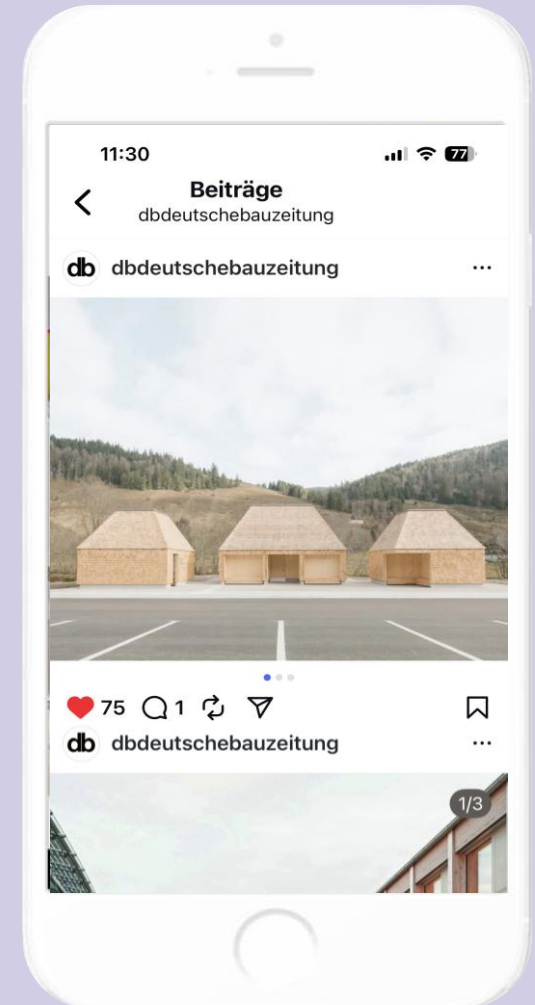 11:30
77
Beiträge
dbdeutschebauzeitung
db dbdeutschebauzeitung
75 1
db dbdeutschebauzeitung
1/3